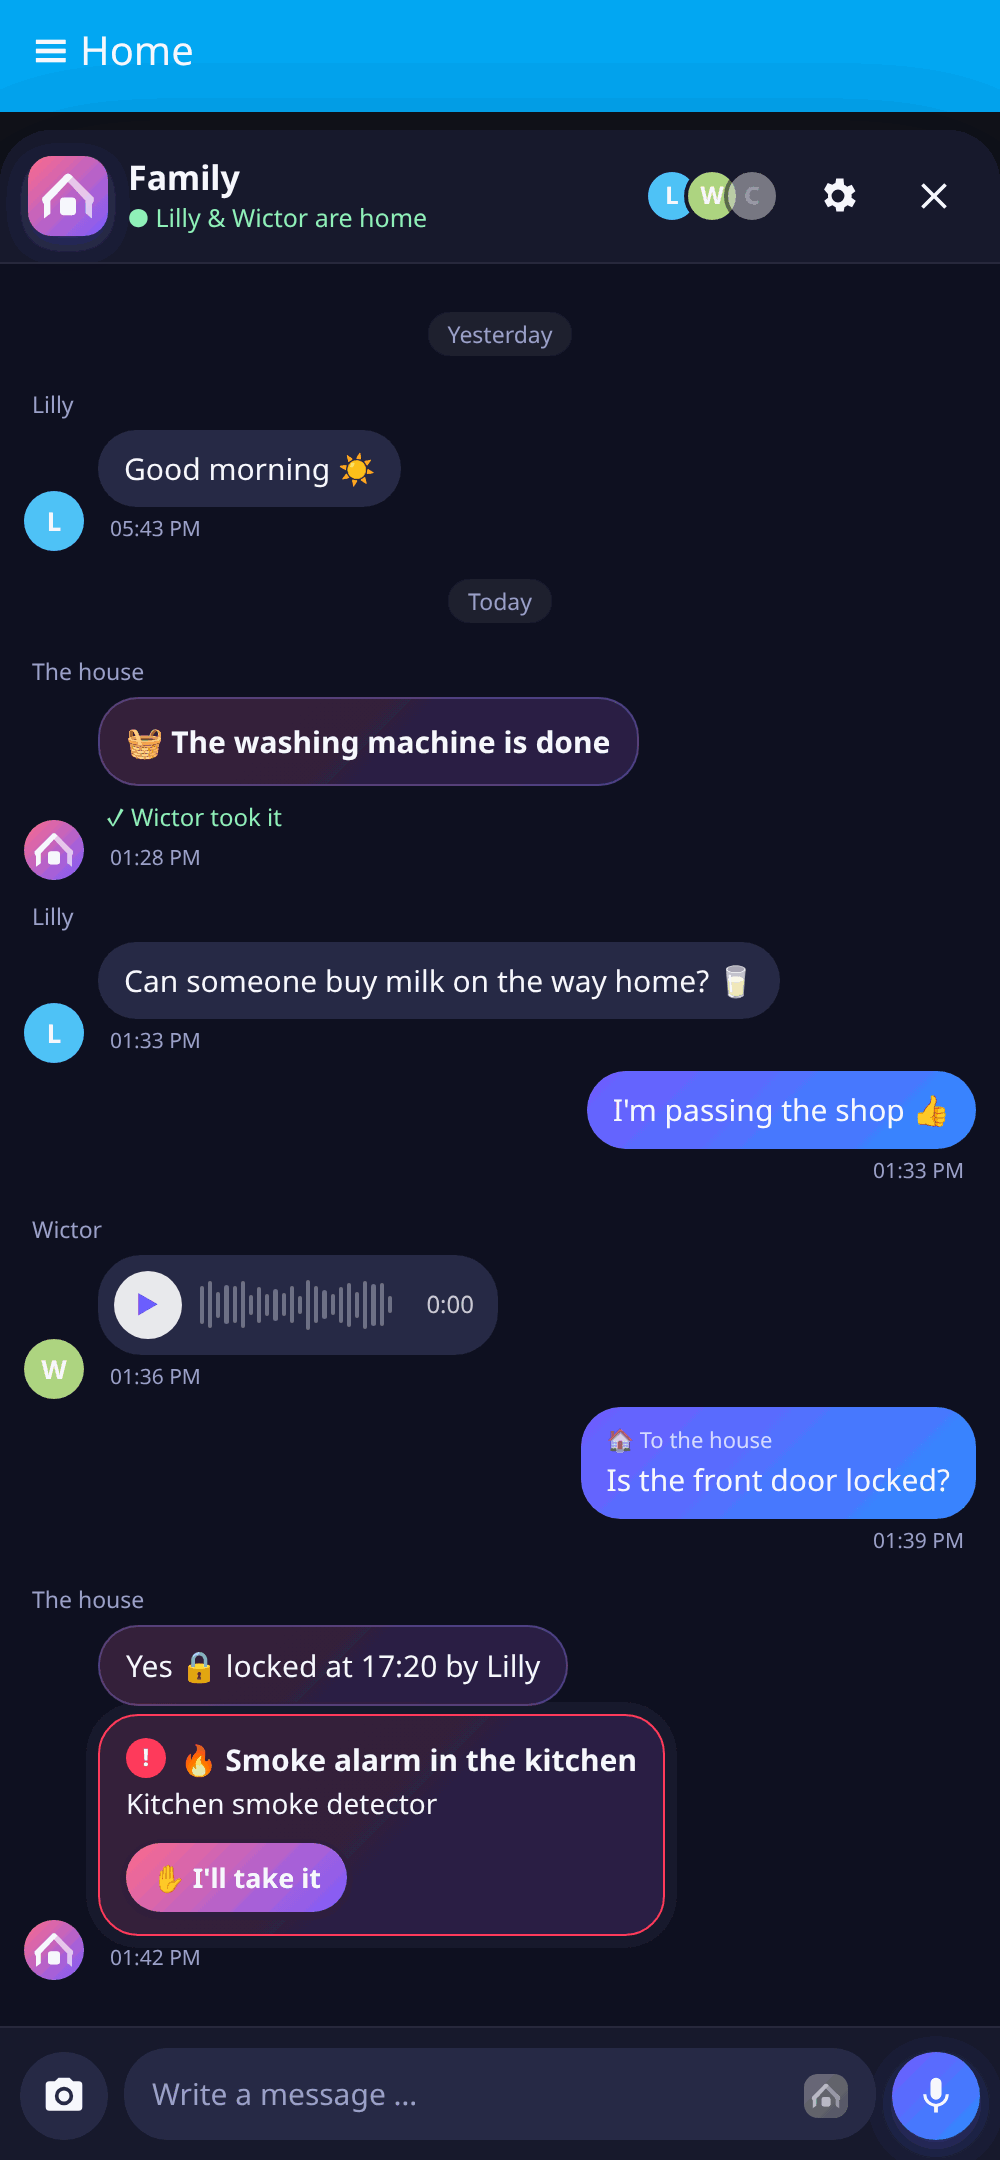 Home
Family
Lilly & Wictor are home
L W C
Yesterday
Lilly
Good morning ☀️
L
05:43 PM
Today
The house
🧺 The washing machine is done
✓ Wictor took it
01:28 PM
Lilly
Can someone buy milk on the way home? 🥛
L
01:33 PM
I'm passing the shop 👍
01:33 PM
Wictor
0:00
W
01:36 PM
🏠 To the house
Is the front door locked?
01:39 PM
The house
Yes 🔒 locked at 17:20 by Lilly
! 🔥 Smoke alarm in the kitchen
Kitchen smoke detector
✋ I'll take it
01:42 PM
Write a message ...